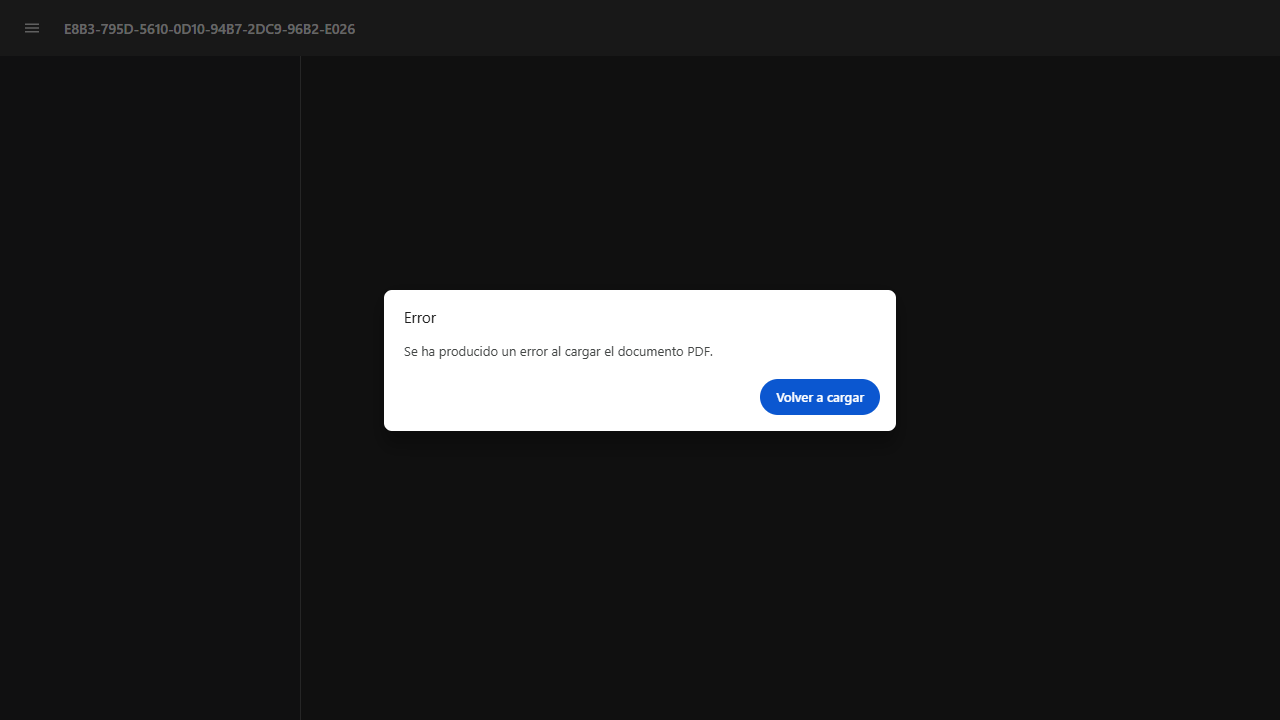 E8B3-795D-5610-0D10-94B7-2DC9-96B2-E026
Error
Se ha producido un error al cargar el documento PDF.
Volver a cargar